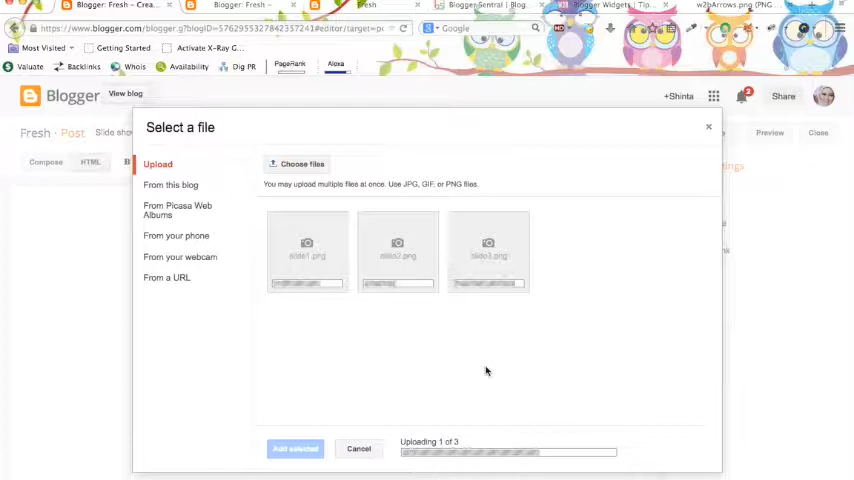 Blogger: Fresh – Crea...
Blogger: Fresh –
Fresh
Blogger Sentral | Blog
Blogger Widgets | Tip...
w2bArrows.png (PNG ...
https://www.blogger.com/blogger.g?blogID=5762955327842357241#editor/target=p
Google
Most Visited
Getting Started
Activate X-Ray G...
Valuate
Backlinks
Whois
Availability
Dig PR
PageRank
Alexa
Blogger
View blog
+Shinta
2
Share
Fresh · Post
Preview
Close
Compose
HTML
B
Select a file
Upload
From this blog
From Picasa Web
Albums
From your phone
From your webcam
From a URL
Choose files
You may upload multiple files at once. Use JPG, GIF, or PNG files.
slide1.png
slide2.png
slide3.png
Add selected
Cancel
Uploading 1 of 3